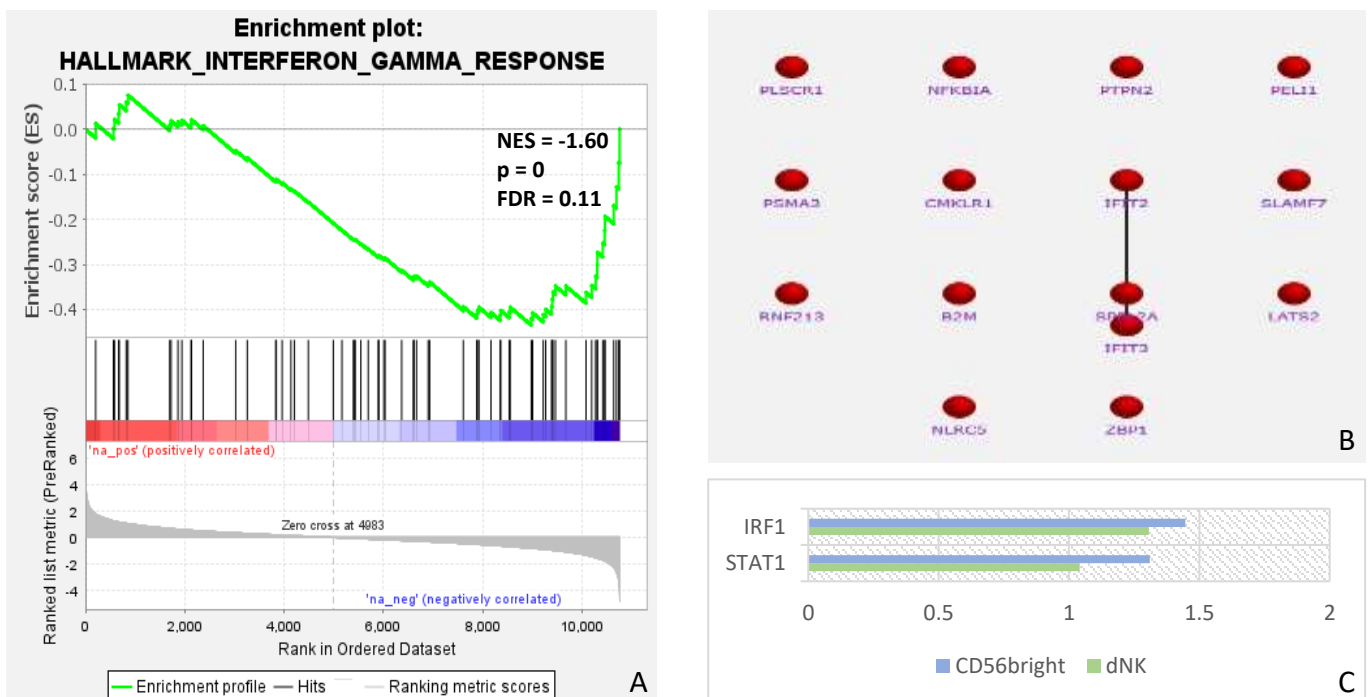 Enrichment plot:
HALLMARK_INTERFERON_GAMMA_RESPONSE
Enrichment score (ES)
0.1
0.0
-0.1
-0.2
-0.3
-0.4
NES = -1.60
p = 0
FDR = 0.11
'na_pos' (positively correlated)
Ranked list metric (PreRanked)
6
4
2
0
-2
-4
Zero cross at 4983
'na_neg' (negatively correlated)
0 2,000 4,000 6,000 8,000 10,000
Rank in Ordered Dataset
Enrichment profile Hits Ranking metric scores
A
PLSCR1 NFKBIA PTPN2 PELI1
PSMA3 CMKLR1 IFIT2 SLAMF7
RNF213 B2M LATS2
IFIT3
NLRC5 ZBP1
B
IRF1
STAT1
0 0.5 1 1.5 2
CD56bright dNK
C